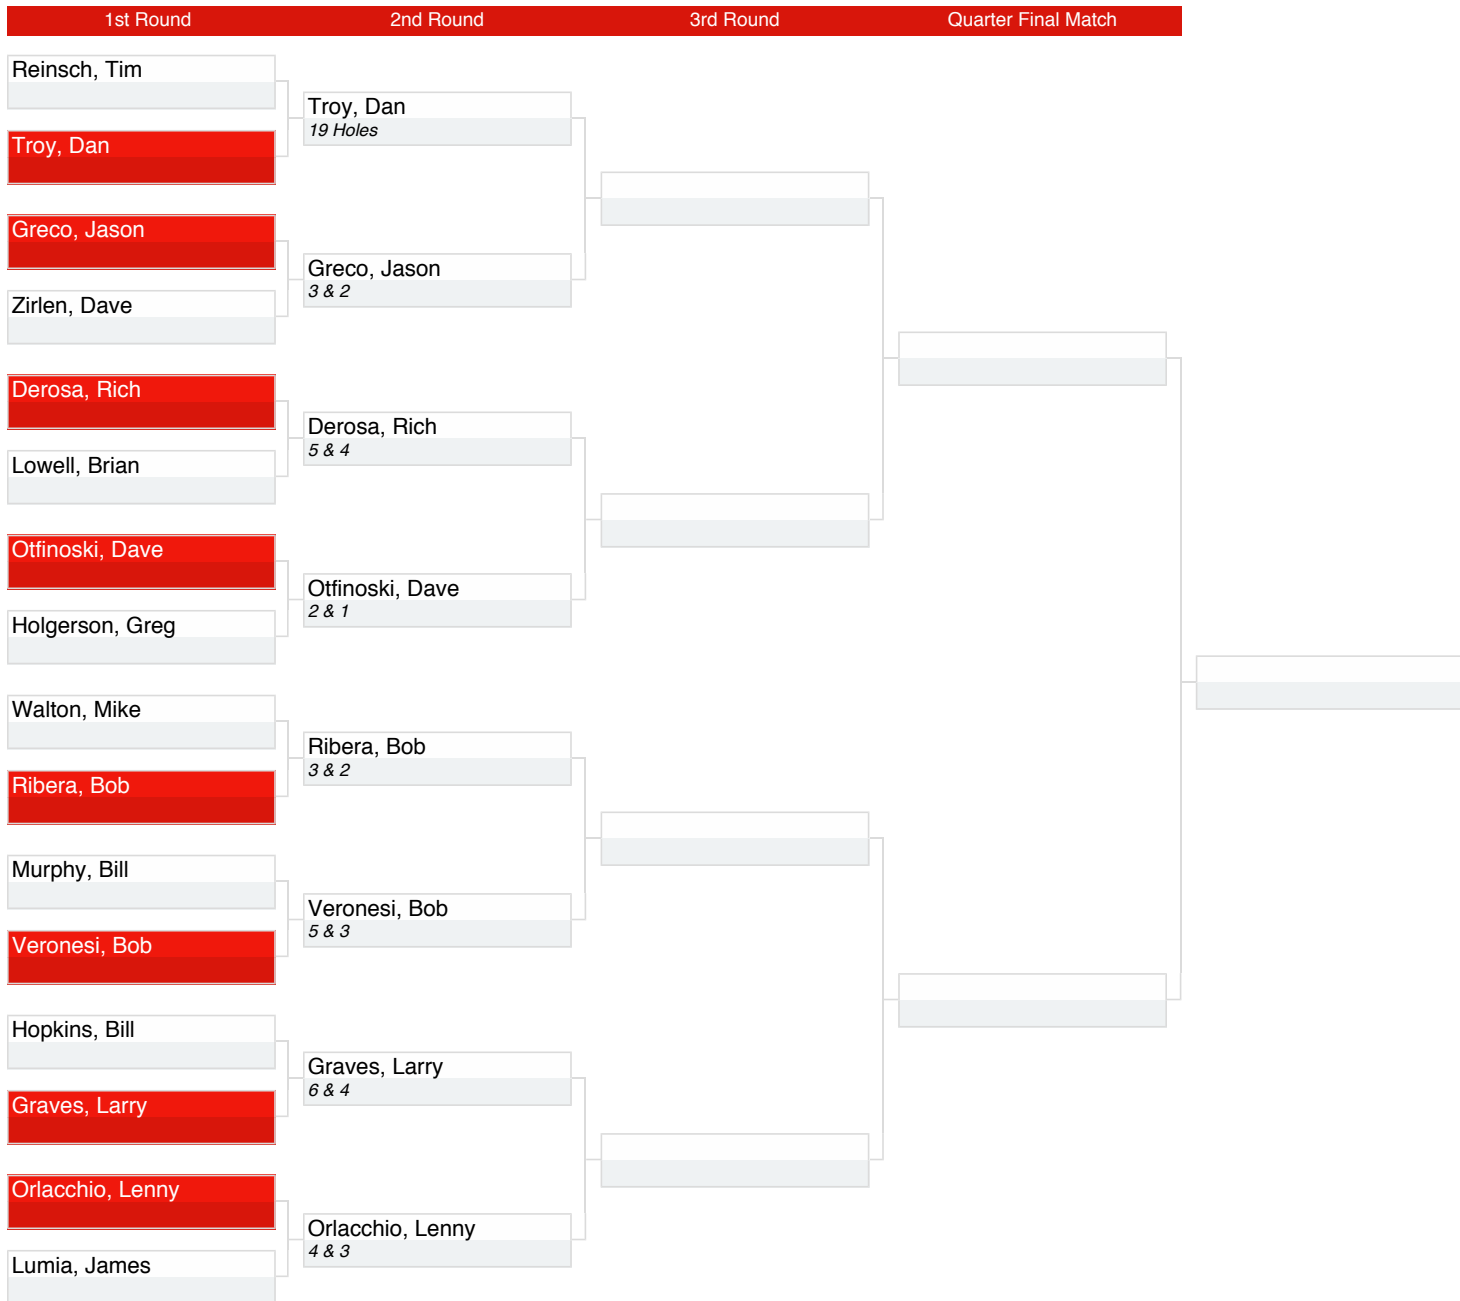 1st Round
2nd Round
3rd Round
Quarter Final Match
Reinsch, Tim
Troy, Dan
Greco, Jason
Zirlen, Dave
Derosa, Rich
Lowell, Brian
Otfinoski, Dave
Holgerson, Greg
Walton, Mike
Ribera, Bob
Murphy, Bill
Veronesi, Bob
Hopkins, Bill
Graves, Larry
Orlacchio, Lenny
Lumia, James
Troy, Dan
19 Holes
Greco, Jason
3 & 2
Derosa, Rich
5 & 4
Otfinoski, Dave
2 & 1
Ribera, Bob
3 & 2
Veronesi, Bob
5 & 3
Graves, Larry
6 & 4
Orlacchio, Lenny
4 & 3